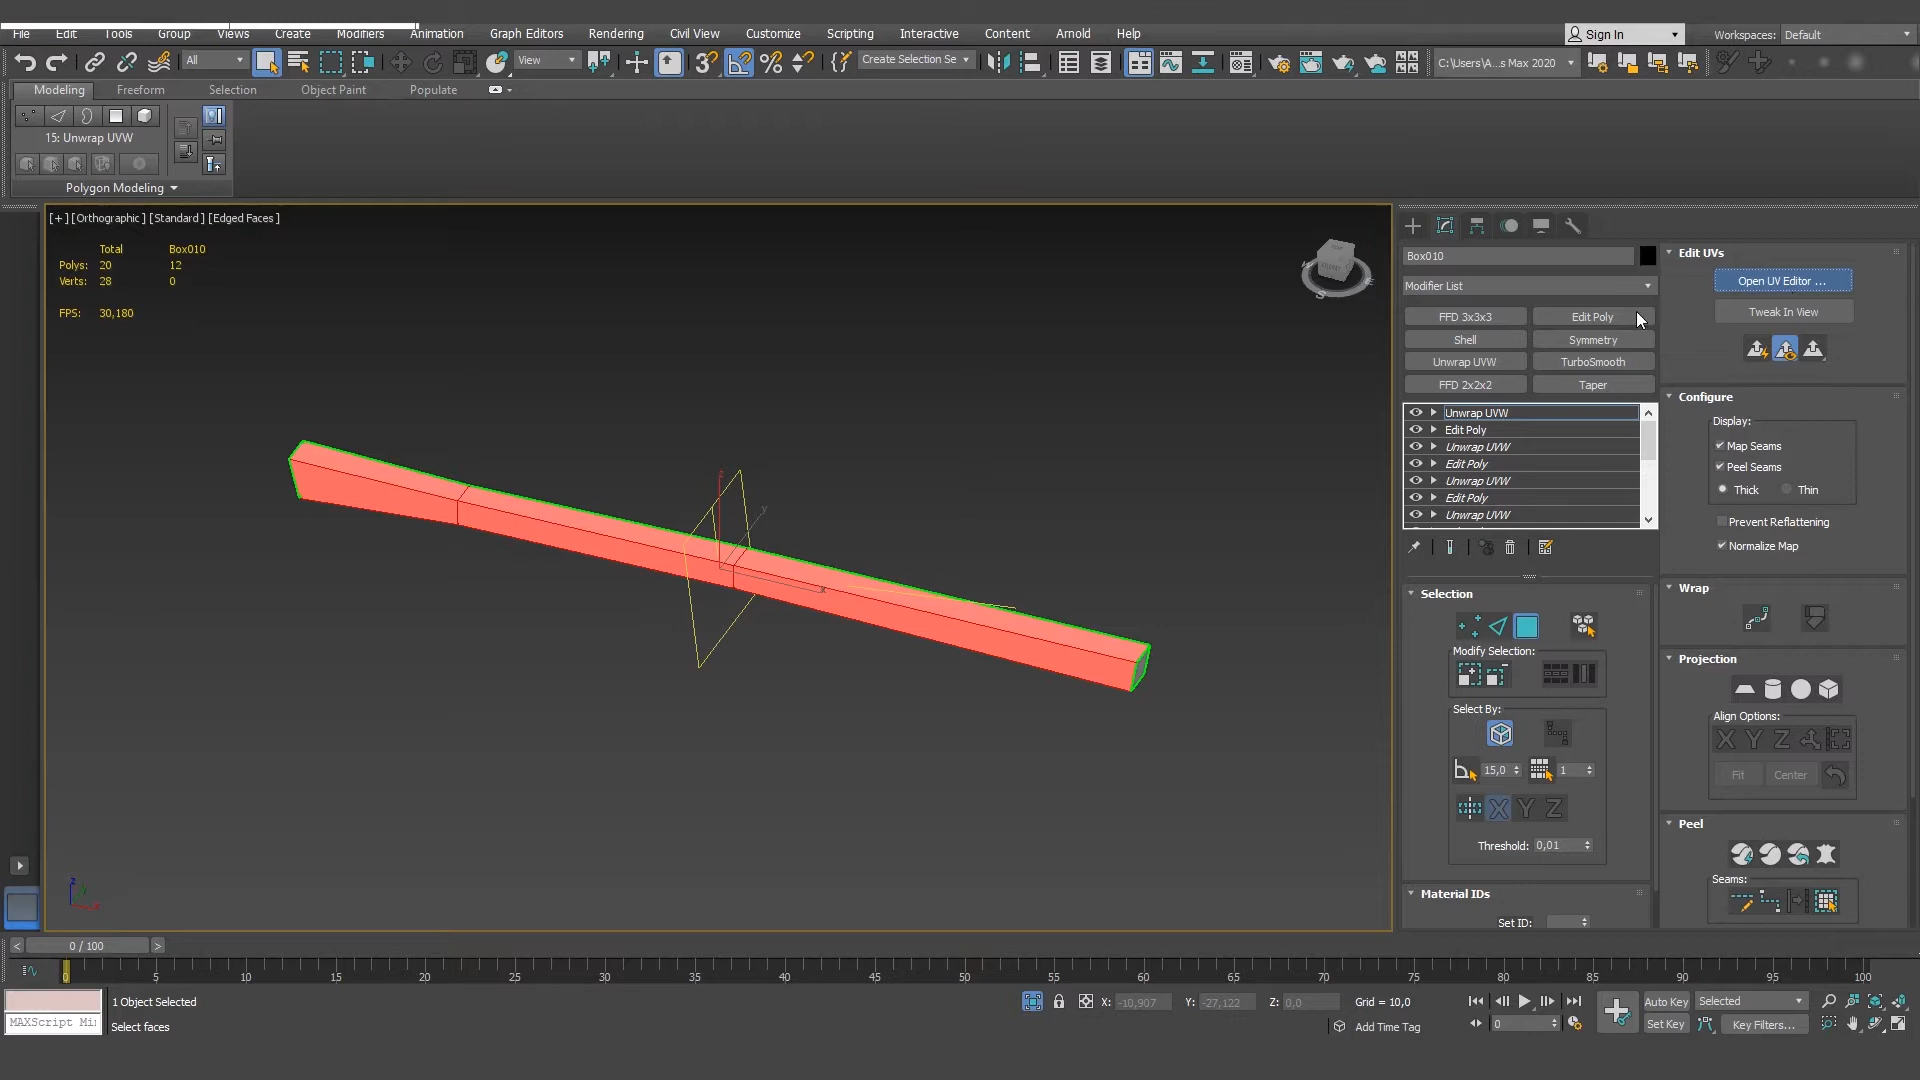 File Edit Tools Group Views Create Modifiers Animation Graph Editors Rendering Civil View Customize Scripting Interactive Content Arnold Help Sign In Workspaces: Default
All View Create Selection Se C:\Users\A...s Max 2020
Modeling Freeform Selection Object Paint Populate
15: Unwrap UVW
Polygon Modeling
[+] [Orthographic] [Standard] [Edged Faces]
Total Box010
Polys: 20 12
Verts: 28 0
FPS: 30,180
z
y
x
S
z
Box010
Modifier List
FFD 3x3x3 Edit Poly
Shell Symmetry
Unwrap UVW TurboSmooth
FFD 2x2x2 Taper
Unwrap UVW
Edit Poly
Unwrap UVW
Edit Poly
Unwrap UVW
Edit Poly
Unwrap UVW
Selection
Modify Selection:
Select By:
15,0 1
X Y Z
Threshold: 0,01
Material IDs
Set ID:
Edit UVs
Open UV Editor ...
Tweak In View
Configure
Display:
Map Seams
Peel Seams
Thick Thin
Prevent Reflattening
Normalize Map
Wrap
Projection
Align Options:
X Y Z
Fit Center
Peel
Seams:
< 0 / 100 >
0 5 10 15 20 25 30 35 40 45 50 55 60 65 70 75 80 85 90 95 100
1 Object Selected X: -10,907 Y: -27,122 Z: 0,0 Grid = 10,0 Auto Key Selected
MAXScript Mi Select faces Add Time Tag 0 Set Key Key Filters...